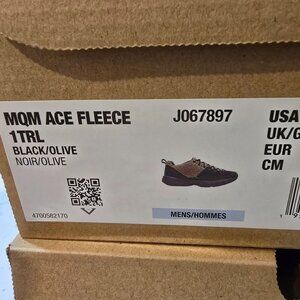 MQM ACE FLEECE
1TRL
BLACK/OLIVE
NOIR/OLIVE
4700582170
J067897
MENS/HOMMES
USA
UK/G
EUR
CM